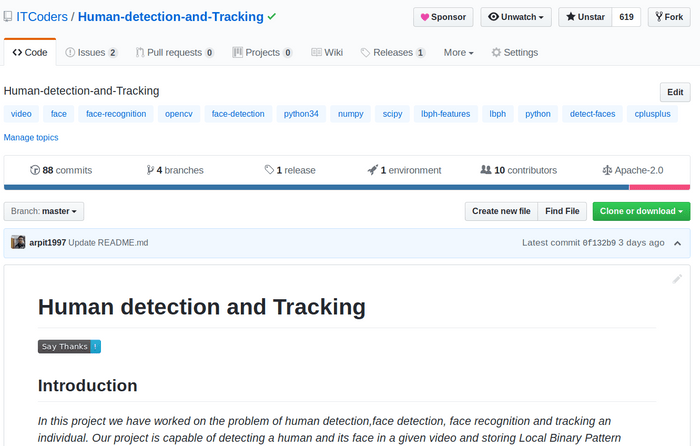 ITCoders / Human-detection-and-Tracking
Sponsor Unwatch Unstar 619 Fork
Code Issues 2 Pull requests 0 Projects 0 Wiki Releases 1 More Settings
Human-detection-and-Tracking Edit
video face face-recognition opencv face-detection python34 numpy scipy lbph-features lbph python detect-faces cplusplus
Manage topics
88 commits 4 branches 1 release 1 environment 10 contributors Apache-2.0
Branch: master Create new file Find File Clone or download
arpit1997 Update README.md Latest commit 0f132b9 3 days ago
Human detection and Tracking
Say Thanks !
Introduction
In this project we have worked on the problem of human detection,face detection, face recognition and tracking an
individual. Our project is capable of detecting a human and its face in a given video and storing Local Binary Pattern